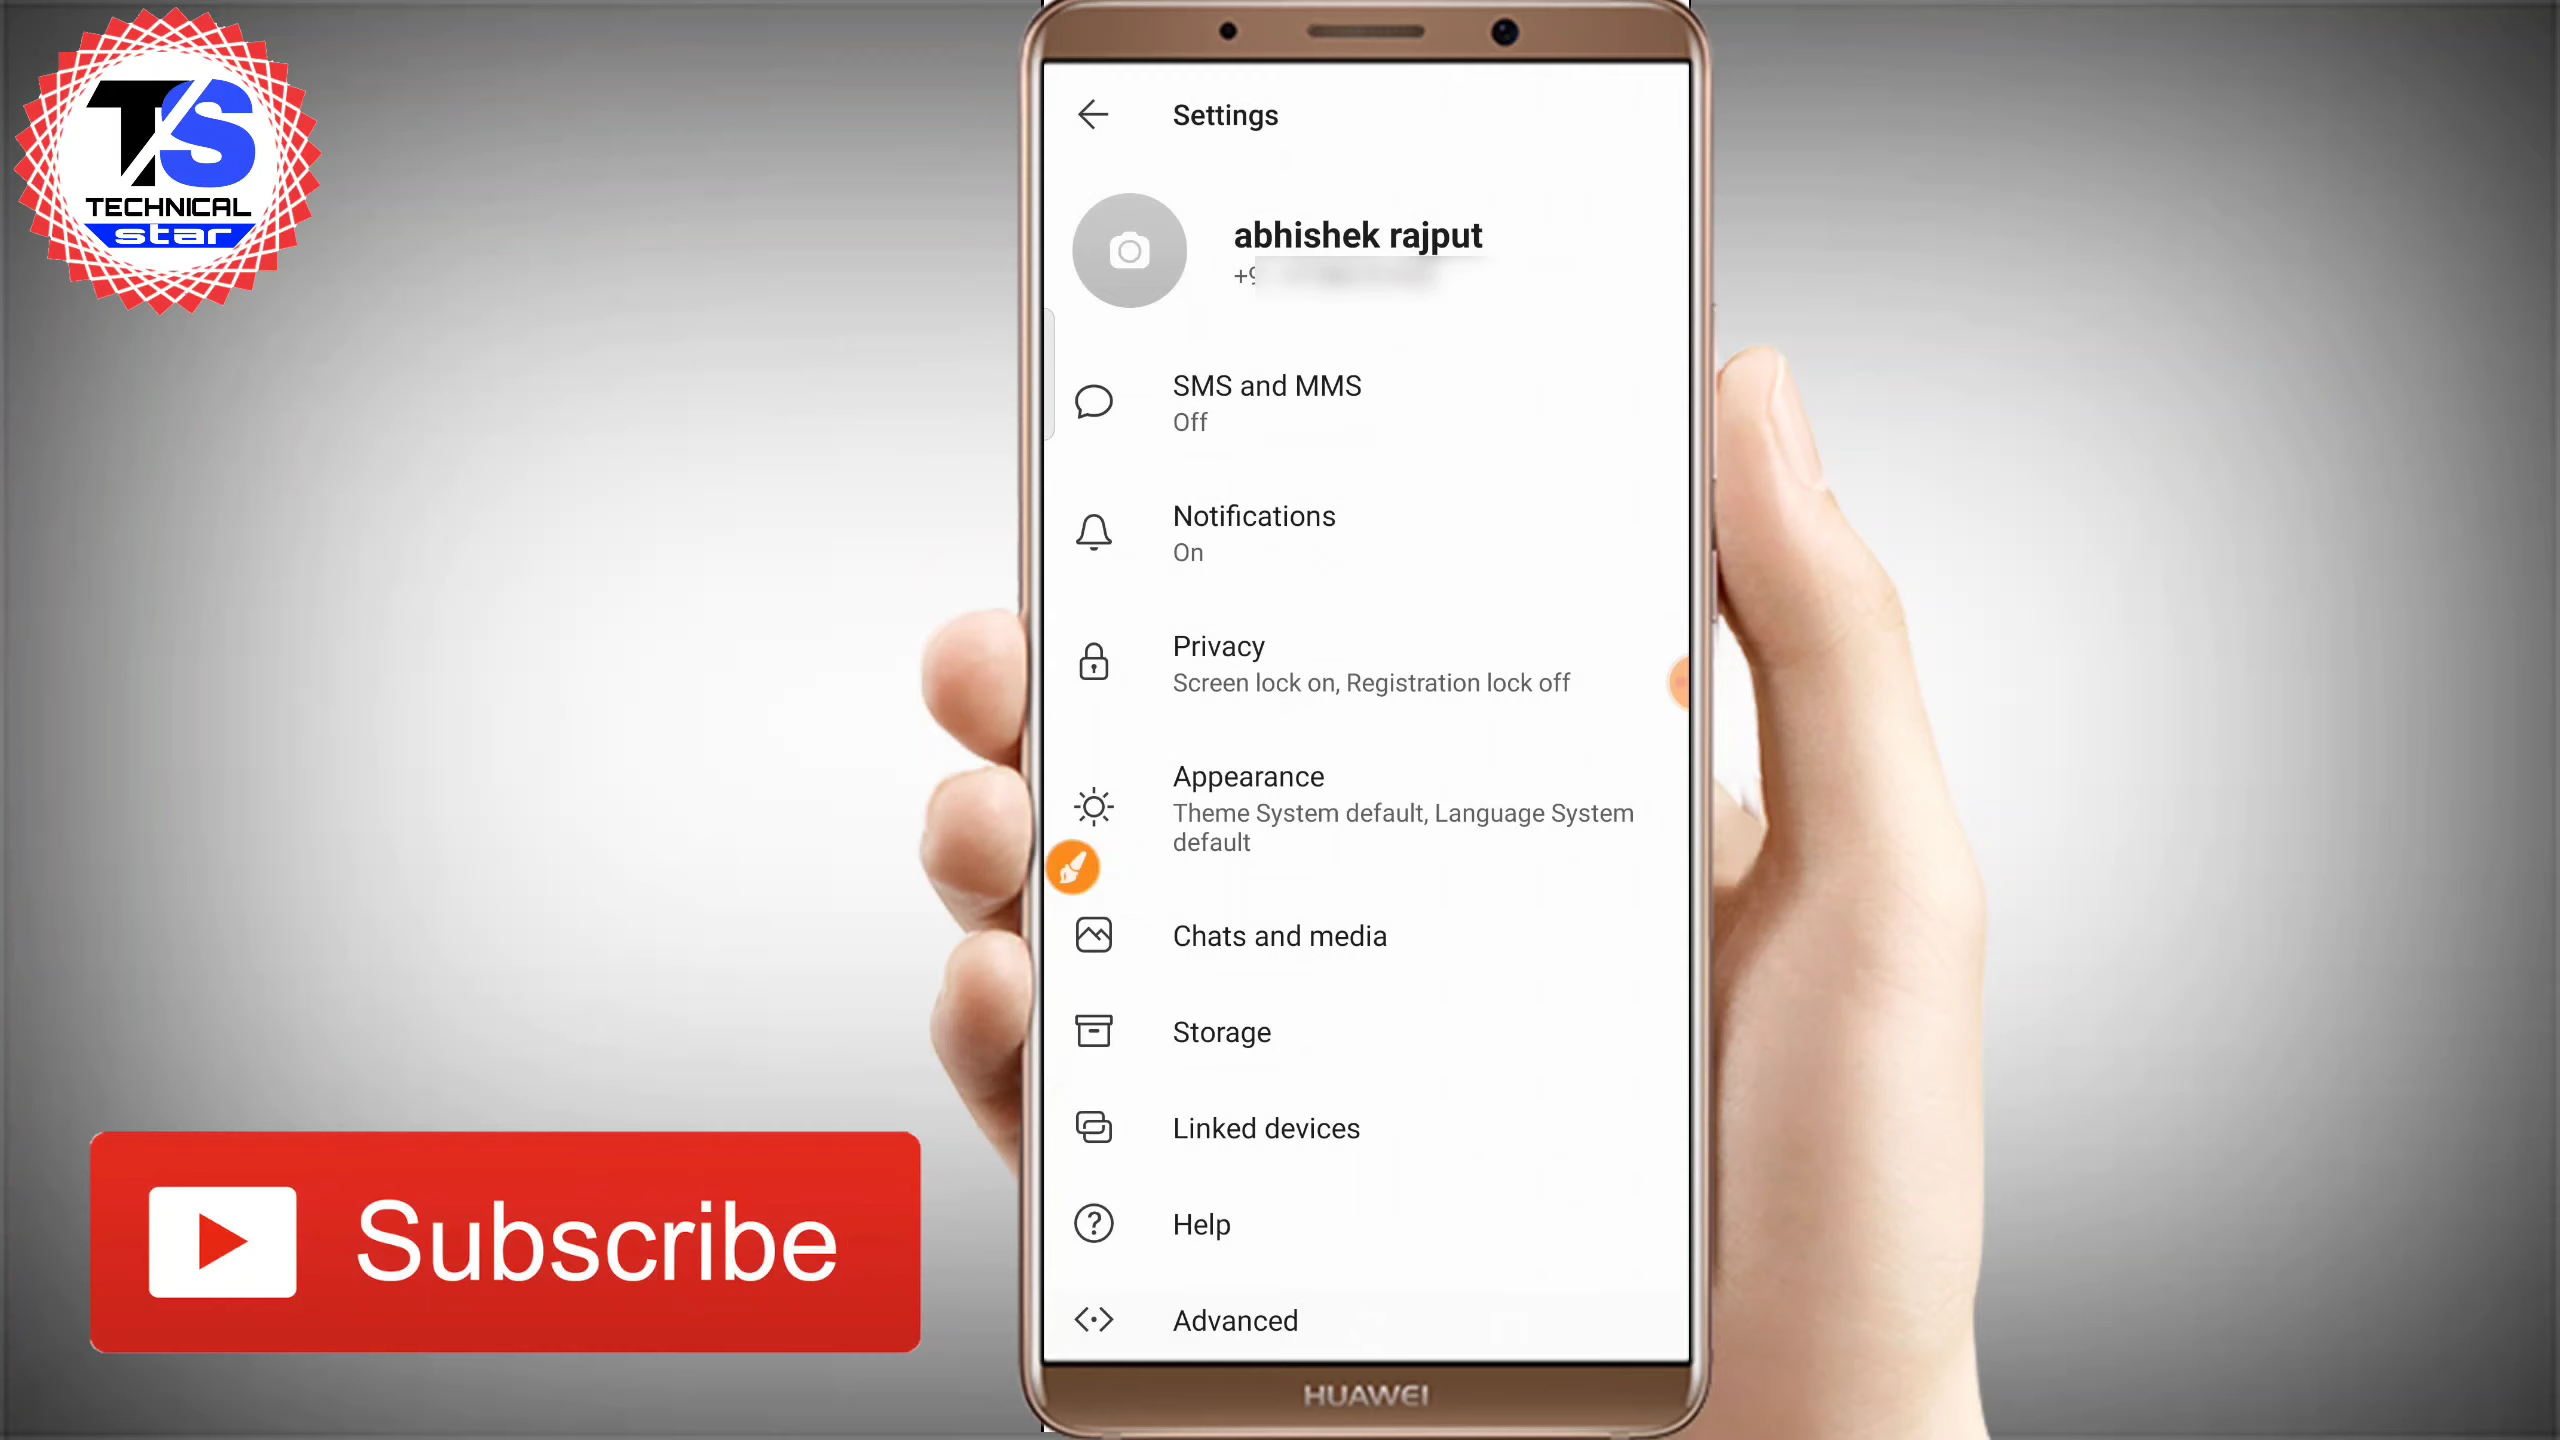 TS
TECHNICAL
star
Settings
abhishek rajput
SMS and MMS
Off
Notifications
On
Privacy
Screen lock on, Registration lock off
Appearance
Theme System default, Language System
default
Chats and media
Storage
Linked devices
Help
Advanced
HUAWEI
Subscribe